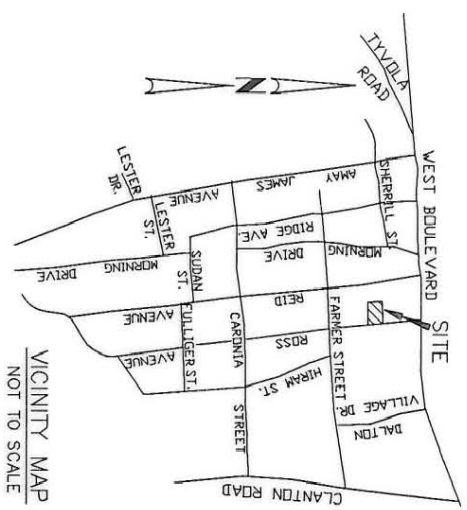 TYVOLA
ROAD
N
LESTER
DR.
AVENUE
JAMES
AMAY
SHERRILL ST.
WEST BOULEVARD
LESTER
ST.
RIDGE AVE.
MORNING
DRIVE
MORNING
DRIVE
SUDAN
ST.
REID
AVENUE
SITE
FULLIGER ST.
CARONIA
STREET
FARMER STREET
ROSS
AVENUE
HIRAM ST.
VILLAGE DR.
DALTON
CLANTON ROAD
VICINITY MAP
NOT TO SCALE